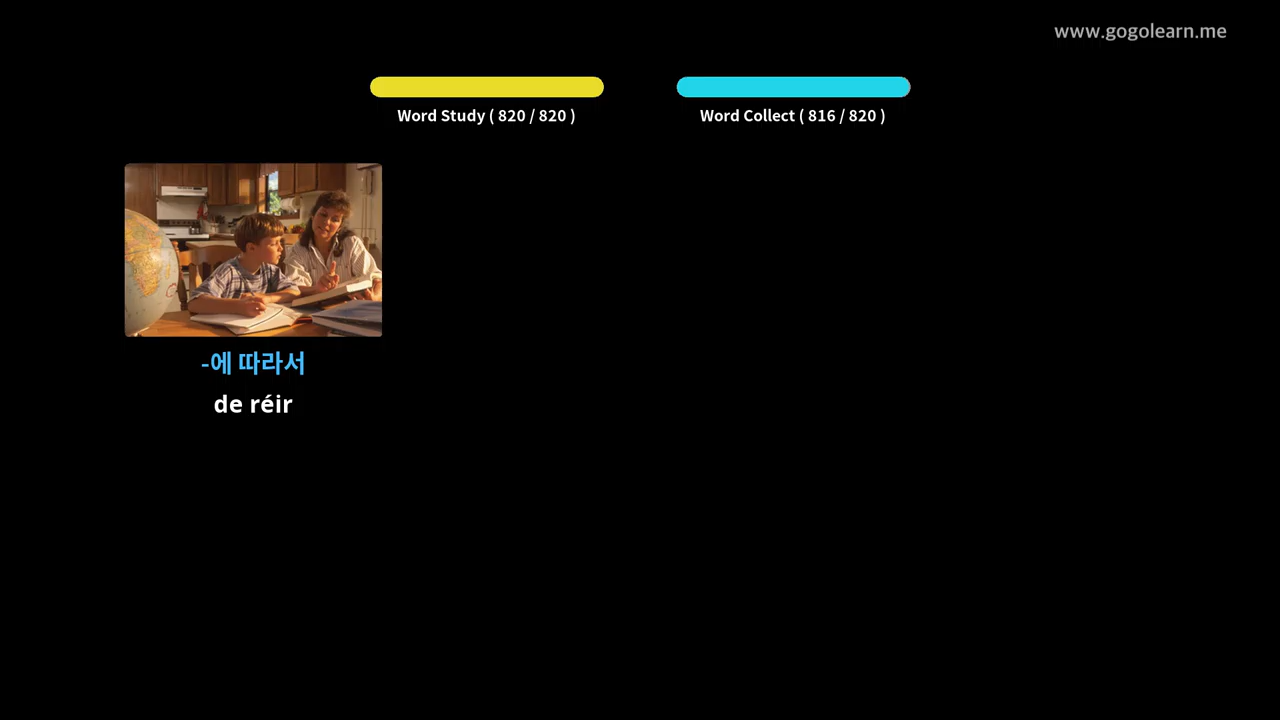 www.gogolearn.me
Word Study ( 820 / 820 )
Word Collect ( 816 / 820 )
-에 따라서
de réir